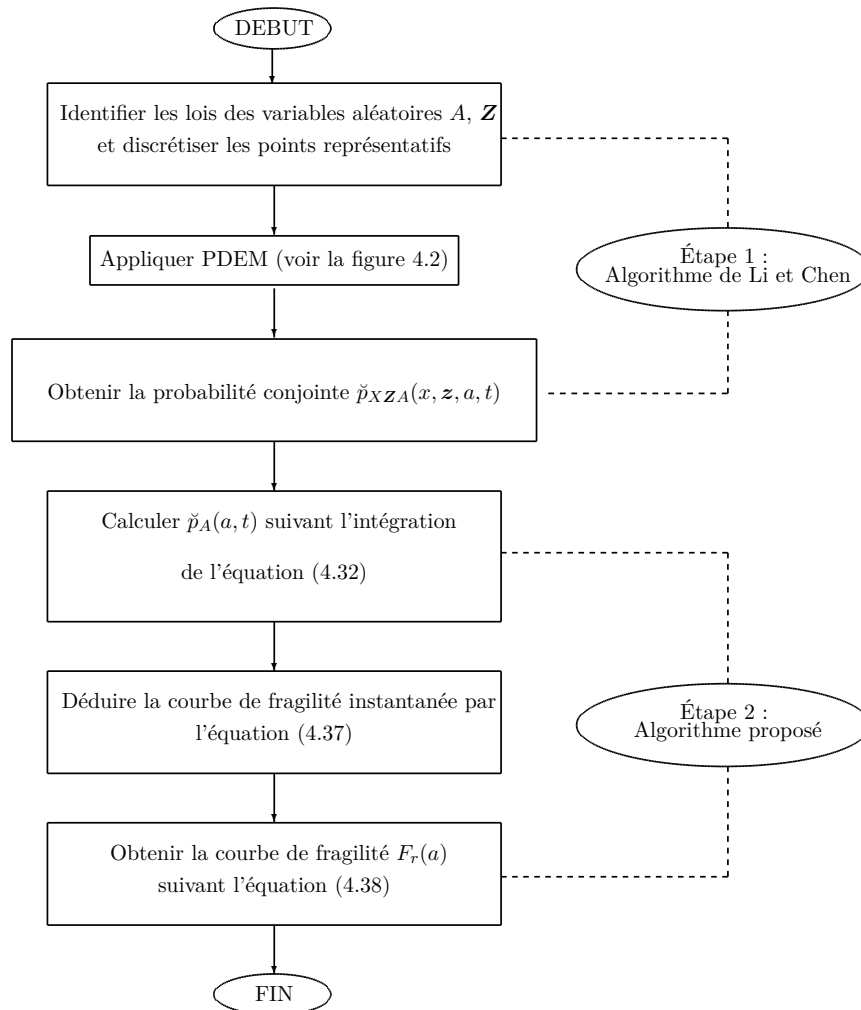 DEBUT
Identifier les lois des variables aléatoires A, Z
et discrétiser les points représentatifs
Étape 1 :
Algorithme de Li et Chen
Appliquer PDEM (voir la figure 4.2)
Obtenir la probabilité conjointe p̆_{XZA}(x, z, a, t)
Calculer p̆_A(a, t) suivant l'intégration
de l'équation (4.32)
Déduire la courbe de fragilité instantanée par
l'équation (4.37)
Étape 2 :
Algorithme proposé
Obtenir la courbe de fragilité F_r(a)
suivant l'équation (4.38)
FIN